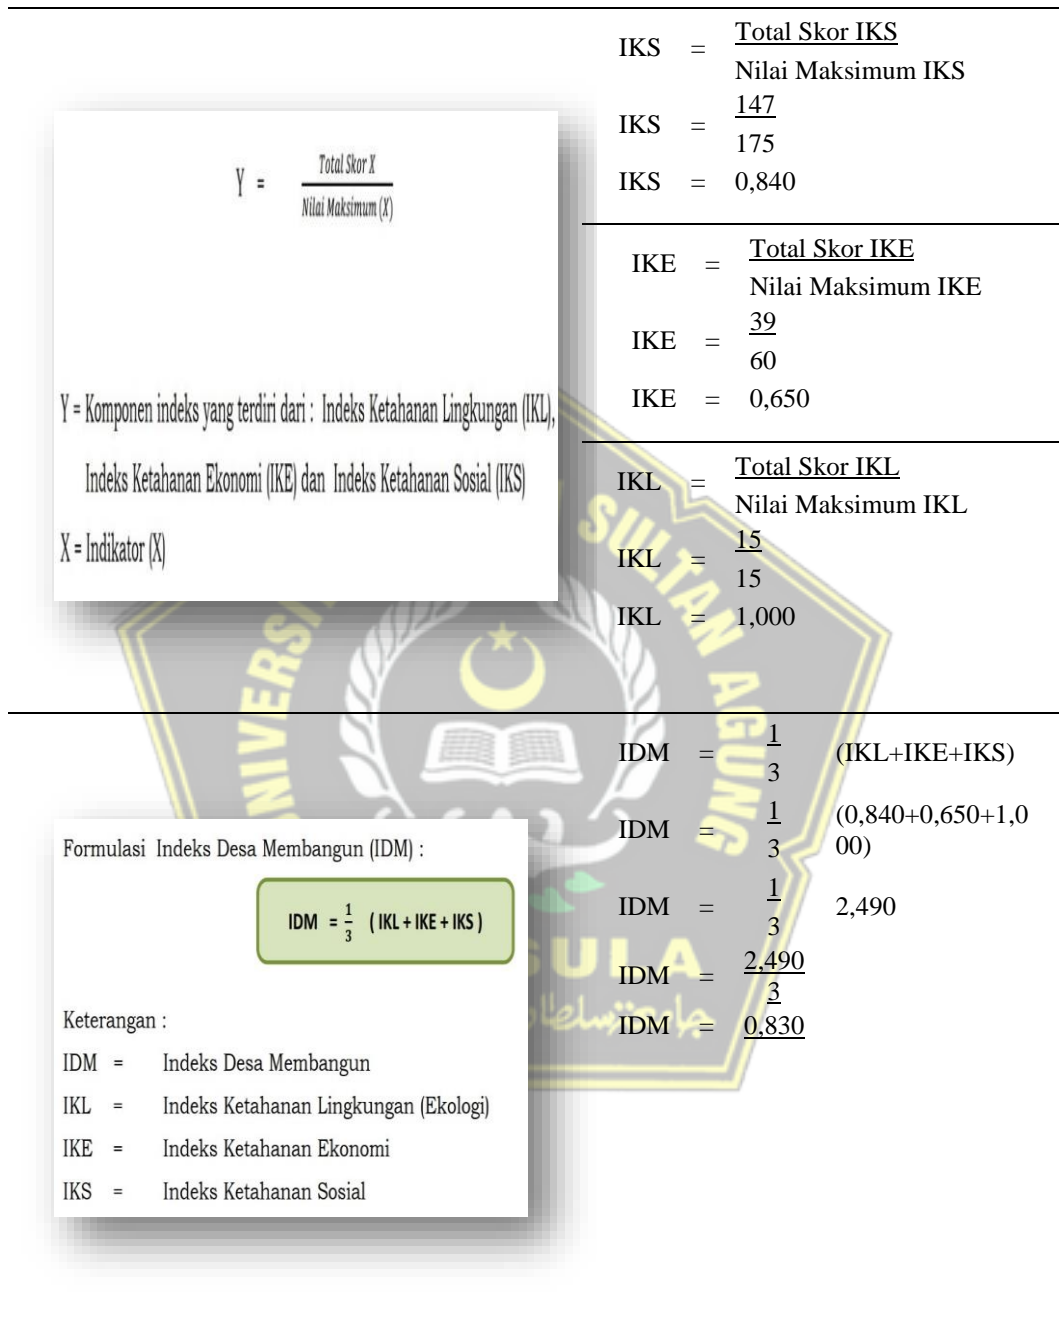 Y = Total Skor X
Nilai Maksimum (X)
Y = Komponen indeks yang terdiri dari : Indeks Ketahanan Lingkungan (IKL),
Indeks Ketahanan Ekonomi (IKE) dan Indeks Ketahanan Sosial (IKS)
X = Indikator (X)
IKS = Total Skor IKS
Nilai Maksimum IKS
IKS = 147
175
IKS = 0,840
IKE = Total Skor IKE
Nilai Maksimum IKE
IKE = 39
60
IKE = 0,650
IKL = Total Skor IKL
Nilai Maksimum IKL
IKL = 15
15
IKL = 1,000
Formulasi Indeks Desa Membangun (IDM) :
IDM = 1/3 ( IKL + IKE + IKS )
Keterangan :
IDM = Indeks Desa Membangun
IKL = Indeks Ketahanan Lingkungan (Ekologi)
IKE = Indeks Ketahanan Ekonomi
IKS = Indeks Ketahanan Sosial
IDM = 1 (IKL+IKE+IKS)
3
IDM = 1 (0,840+0,650+1,0
3 00)
IDM = 1 2,490
3
IDM = 2,490
3
IDM = 0,830
SULTAN AGUNG